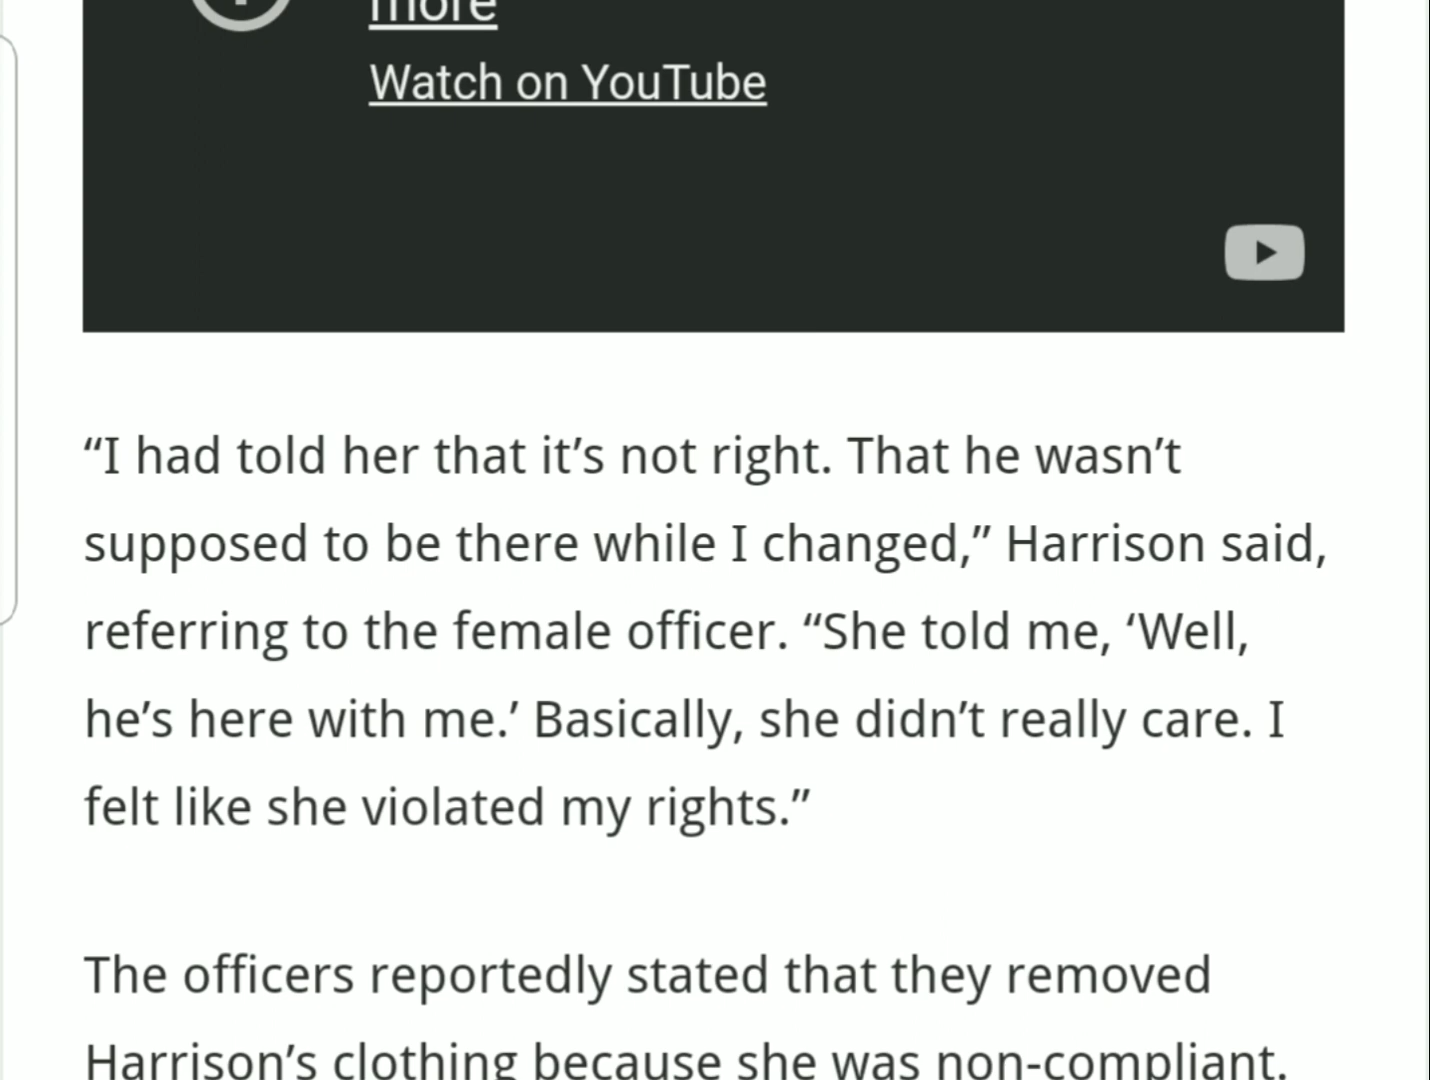 more
Watch on YouTube
“I had told her that it’s not right. That he wasn’t
supposed to be there while I changed,” Harrison said,
referring to the female officer. “She told me, ‘Well,
he’s here with me.’ Basically, she didn’t really care. I
felt like she violated my rights.”
The officers reportedly stated that they removed
Harrison’s clothing because she was non-compliant.